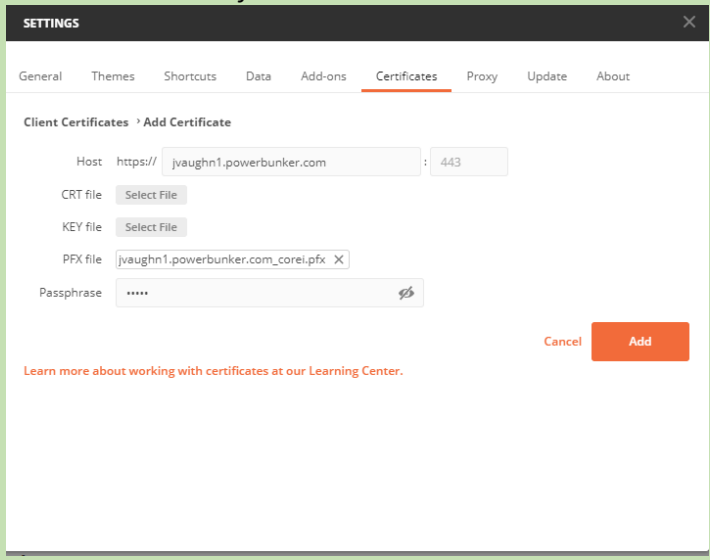 SETTINGS
General Themes Shortcuts Data Add-ons Certificates Proxy Update About
Client Certificates › Add Certificate
Host https:// jvaughn1.powerbunker.com : 443
CRT file Select File
KEY file Select File
PFX file jvaughn1.powerbunker.com_corei.pfx
Passphrase •••••
Cancel Add
Learn more about working with certificates at our Learning Center.